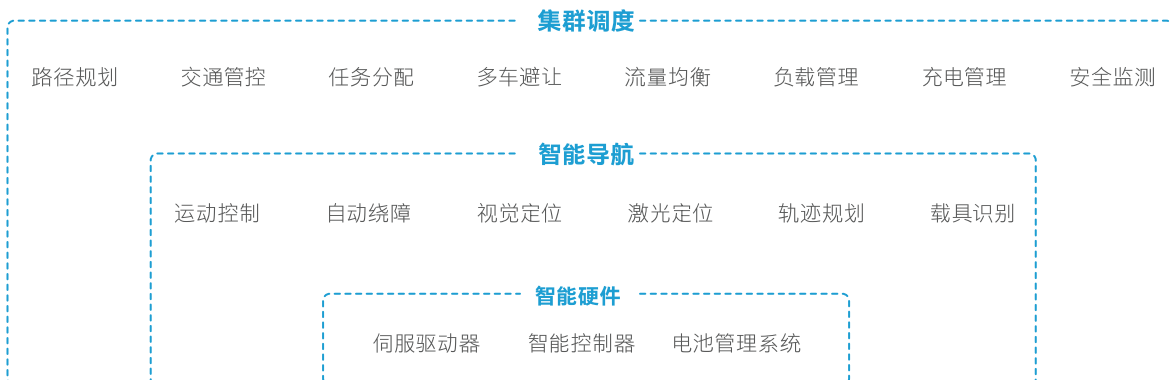 集群调度
路径规划 交通管控 任务分配 多车避让 流量均衡 负载管理 充电管理 安全监测
智能导航
运动控制 自动绕障 视觉定位 激光定位 轨迹规划 载具识别
智能硬件
伺服驱动器 智能控制器 电池管理系统